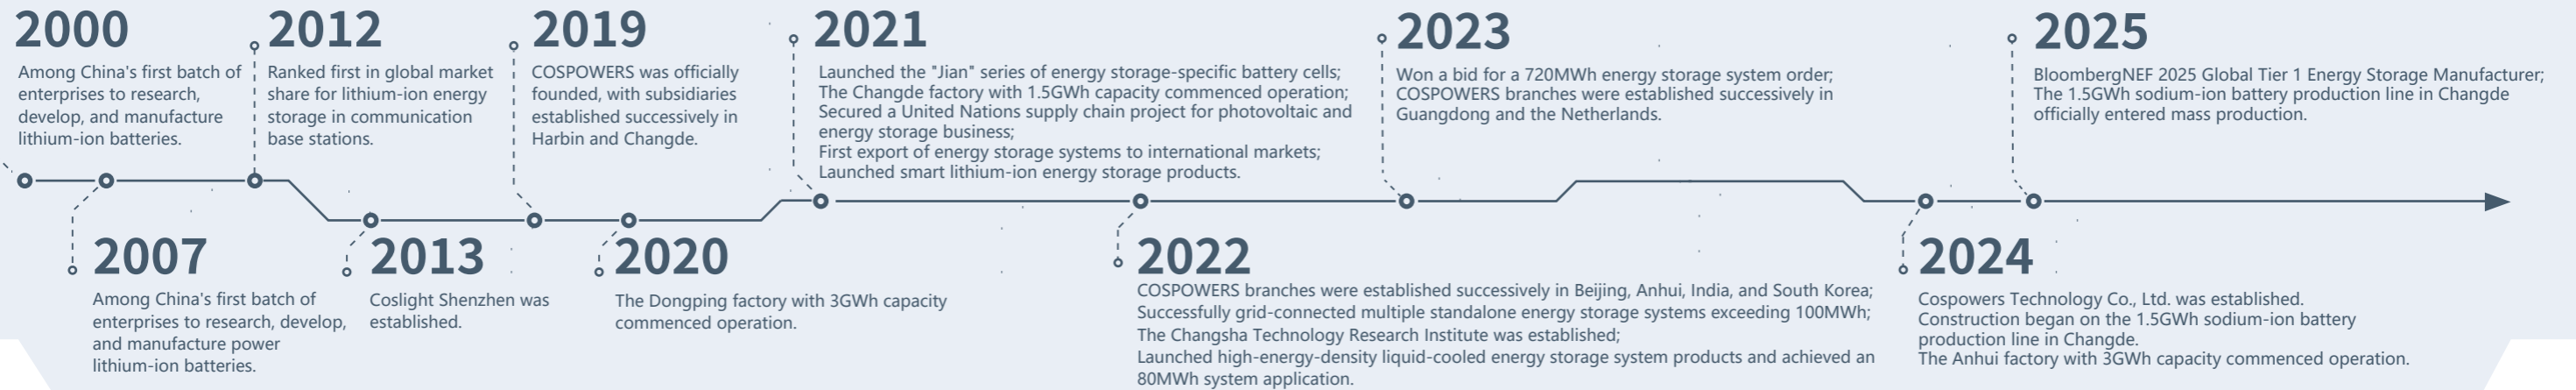 2000
Among China's first batch of
enterprises to research,
develop, and manufacture
lithium-ion batteries.
2007
Among China's first batch of
enterprises to research, develop,
and manufacture power
lithium-ion batteries.
2012
Ranked first in global market
share for lithium-ion energy
storage in communication
base stations.
2013
Coslight Shenzhen was
established.
2019
COSPOWERS was officially
founded, with subsidiaries
established successively in
Harbin and Changde.
2020
The Dongping factory with 3GWh capacity
commenced operation.
2021
Launched the "Jian" series of energy storage-specific battery cells;
The Changde factory with 1.5GWh capacity commenced operation;
Secured a United Nations supply chain project for photovoltaic and
energy storage business;
First export of energy storage systems to international markets;
Launched smart lithium-ion energy storage products.
2022
COSPOWERS branches were established successively in Beijing, Anhui, India, and South Korea;
Successfully grid-connected multiple standalone energy storage systems exceeding 100MWh;
The Changsha Technology Research Institute was established;
Launched high-energy-density liquid-cooled energy storage system products and achieved an
80MWh system application.
2023
Won a bid for a 720MWh energy storage system order;
COSPOWERS branches were established successively in
Guangdong and the Netherlands.
2024
Cospowers Technology Co., Ltd. was established.
Construction began on the 1.5GWh sodium-ion battery
production line in Changde.
The Anhui factory with 3GWh capacity commenced operation.
2025
BloombergNEF 2025 Global Tier 1 Energy Storage Manufacturer;
The 1.5GWh sodium-ion battery production line in Changde
officially entered mass production.